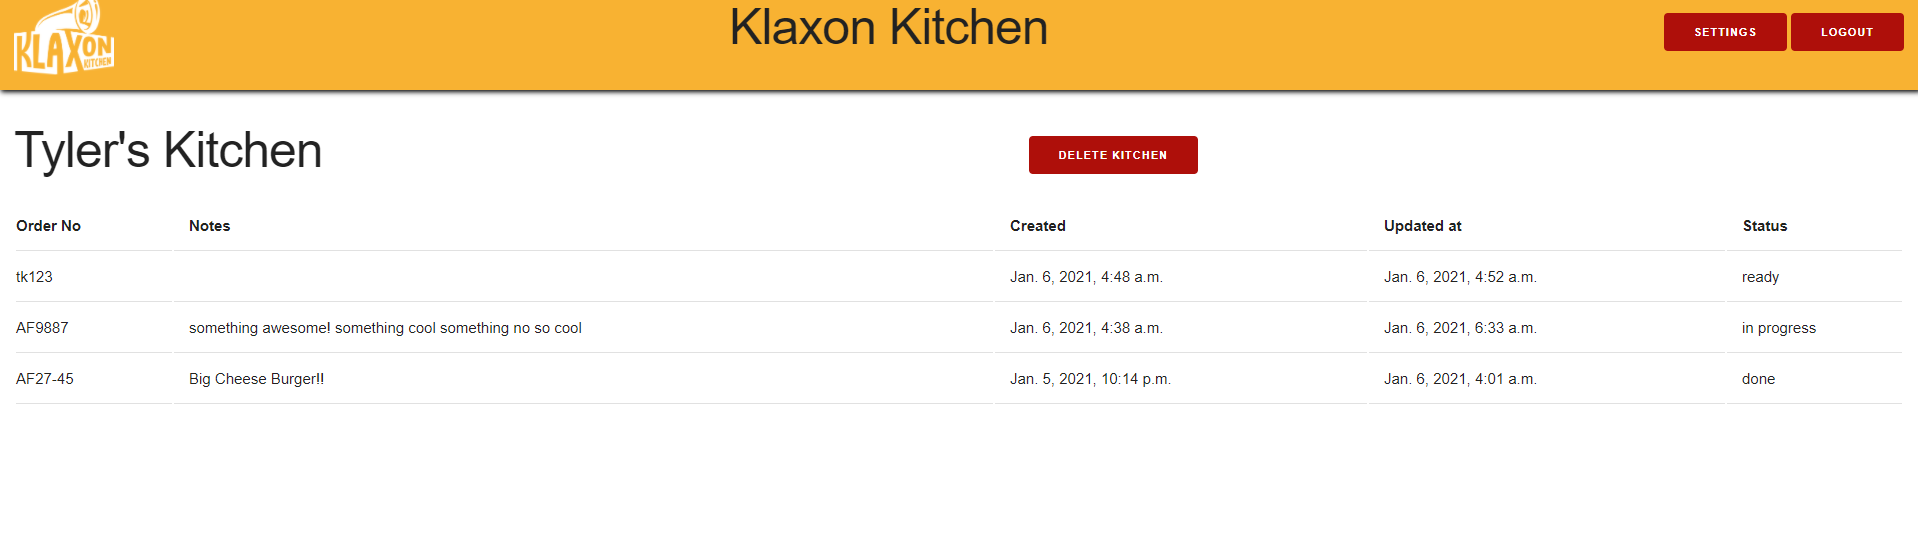 KLAXON
KITCHEN
Klaxon Kitchen
SETTINGS LOGOUT
Tyler's Kitchen
DELETE KITCHEN
Order No Notes Created Updated at Status
tk123 Jan. 6, 2021, 4:48 a.m. Jan. 6, 2021, 4:52 a.m. ready
AF9887 something awesome! something cool something no so cool Jan. 6, 2021, 4:38 a.m. Jan. 6, 2021, 6:33 a.m. in progress
AF27-45 Big Cheese Burger!! Jan. 5, 2021, 10:14 p.m. Jan. 6, 2021, 4:01 a.m. done